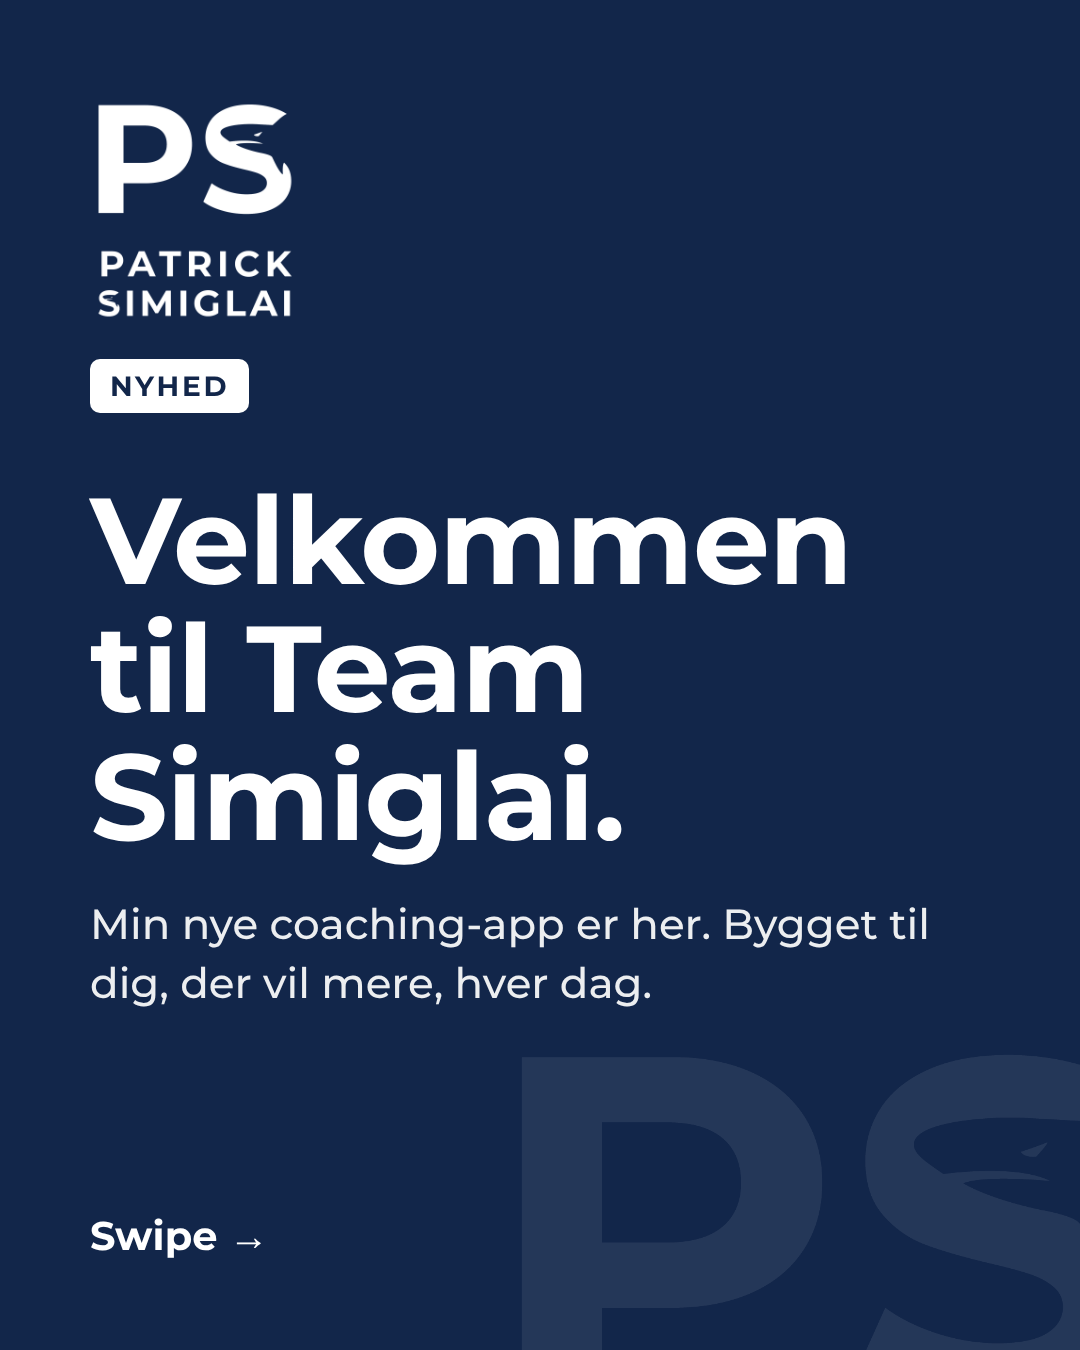 PS
PATRICK
SIMIGLAI
NYHED
Velkommen
til Team
Simiglai.
Min nye coaching-app er her. Bygget til
dig, der vil mere, hver dag.
PS
Swipe →